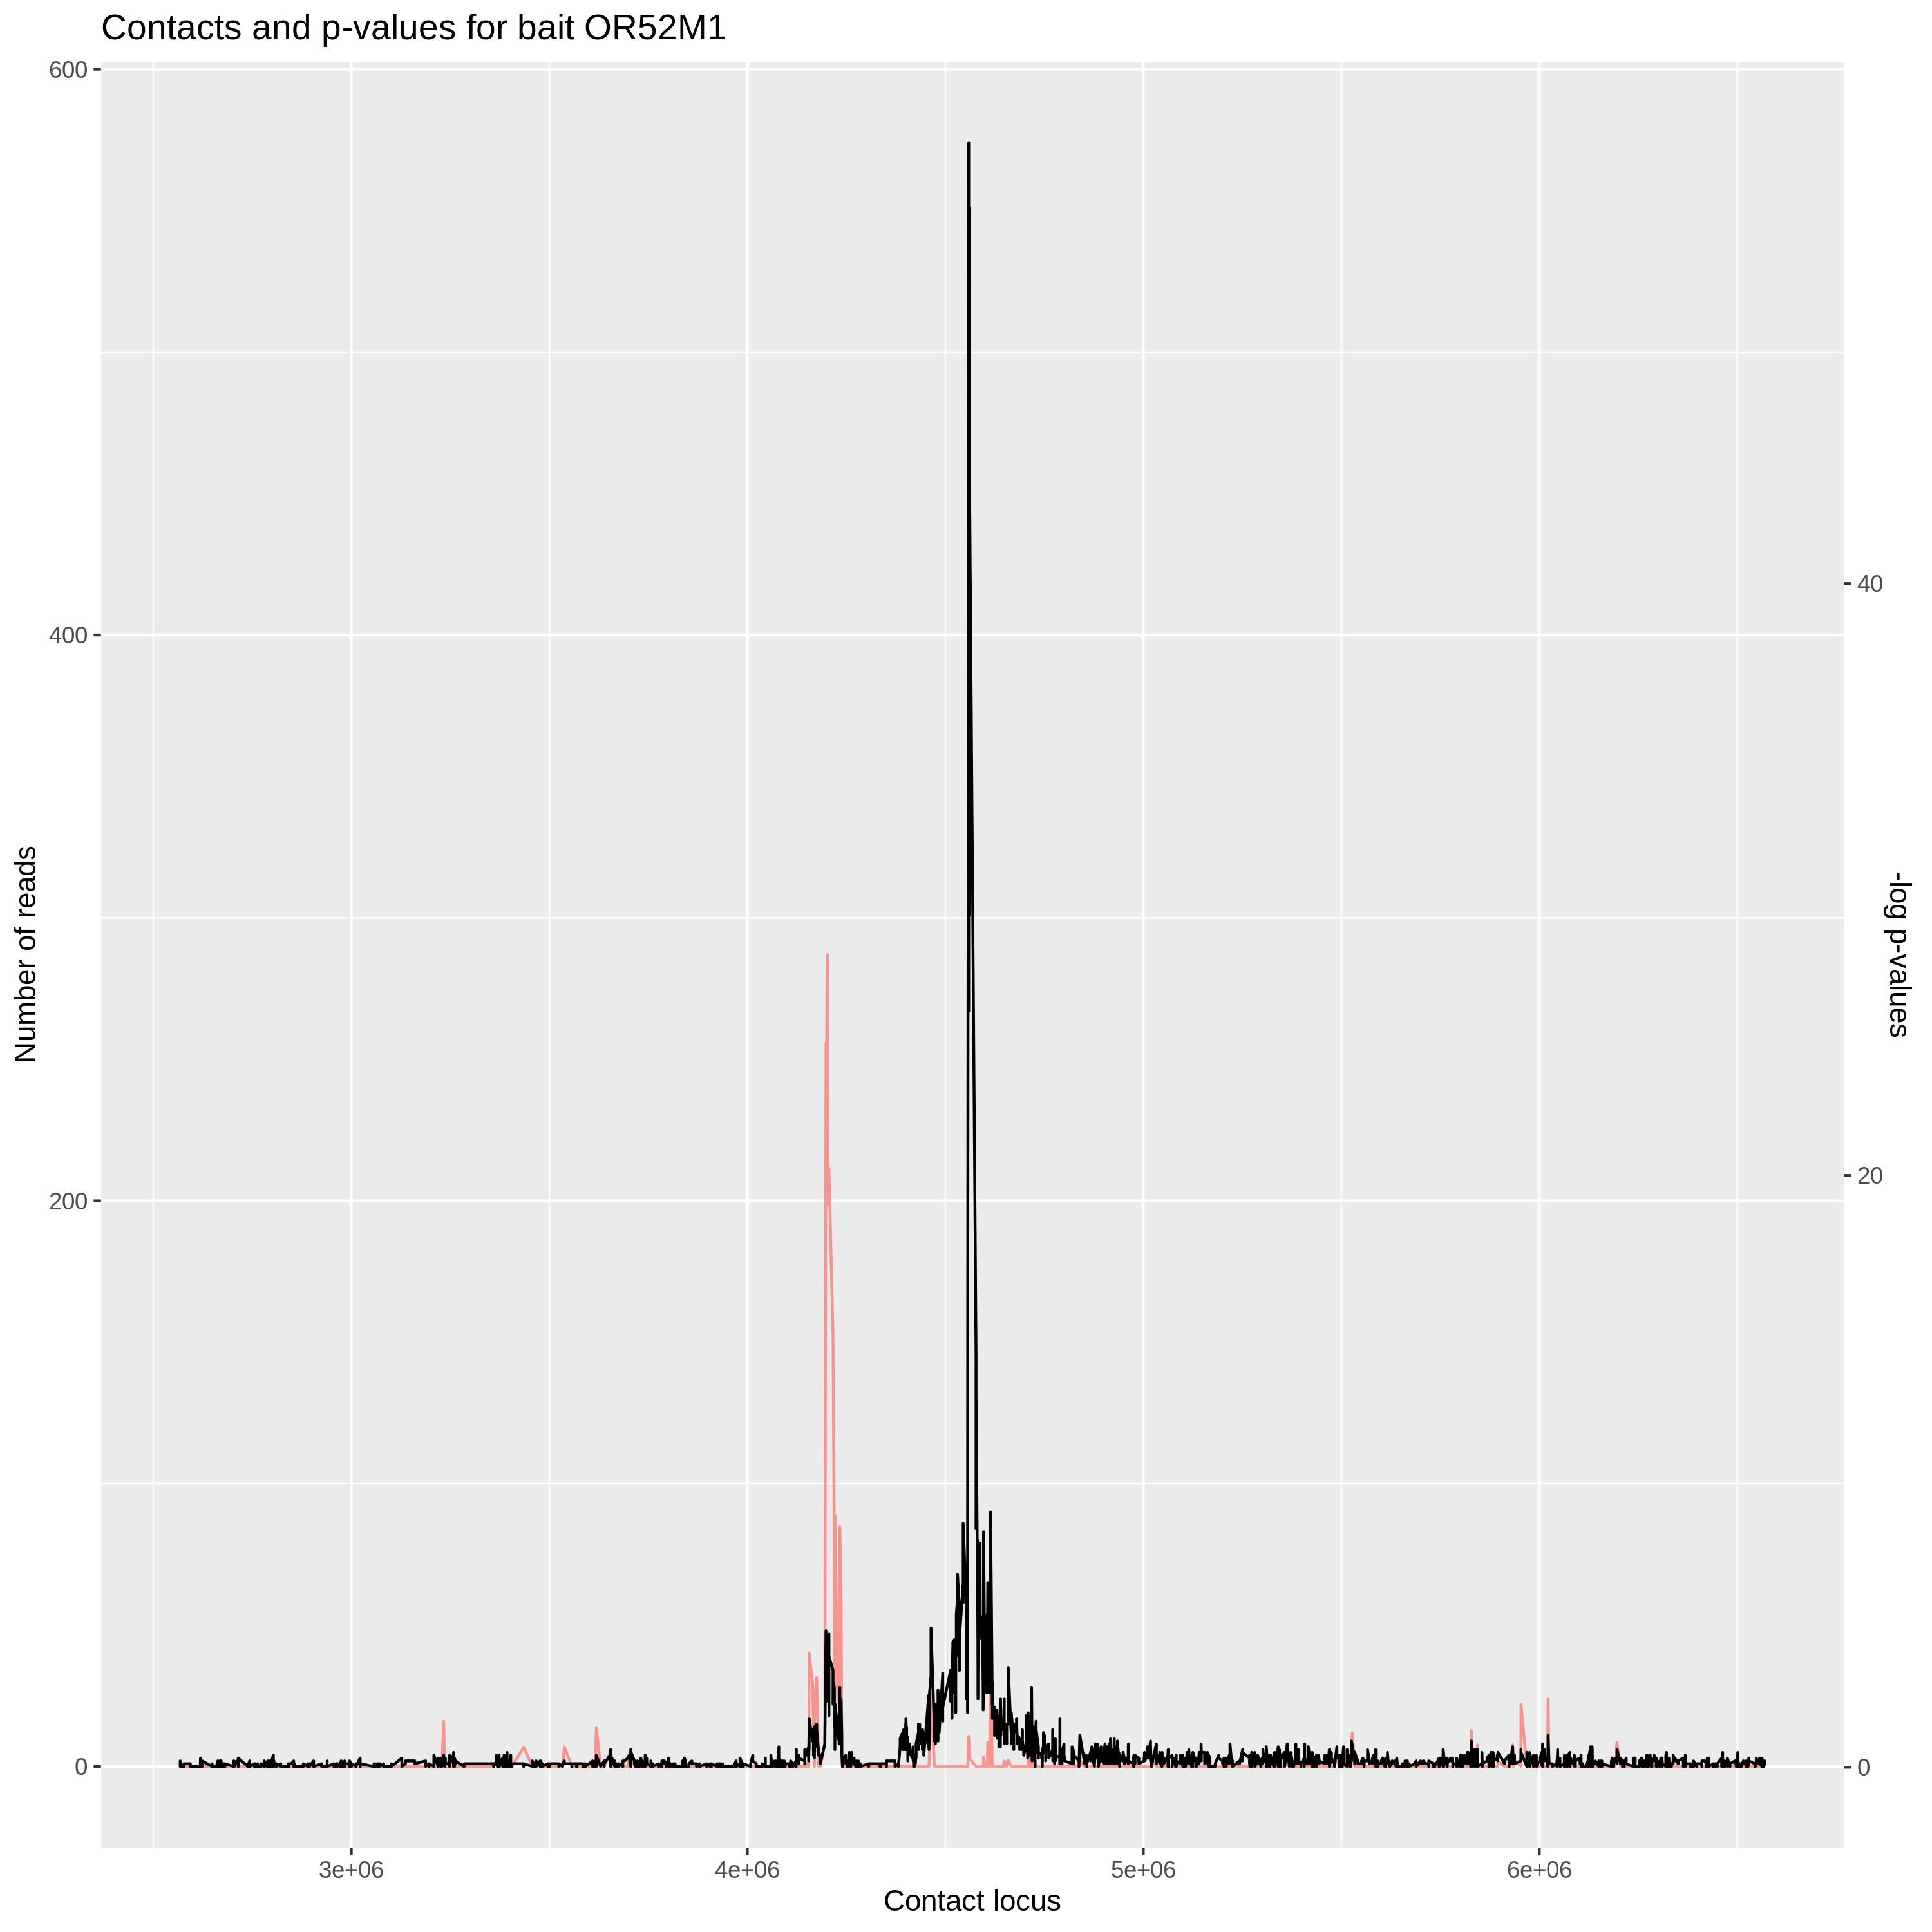 Contacts and p-values for bait OR52M1
600
400
200
0
Number of reads
40
20
0
-log p-values
3e+06
4e+06
5e+06
6e+06
Contact locus